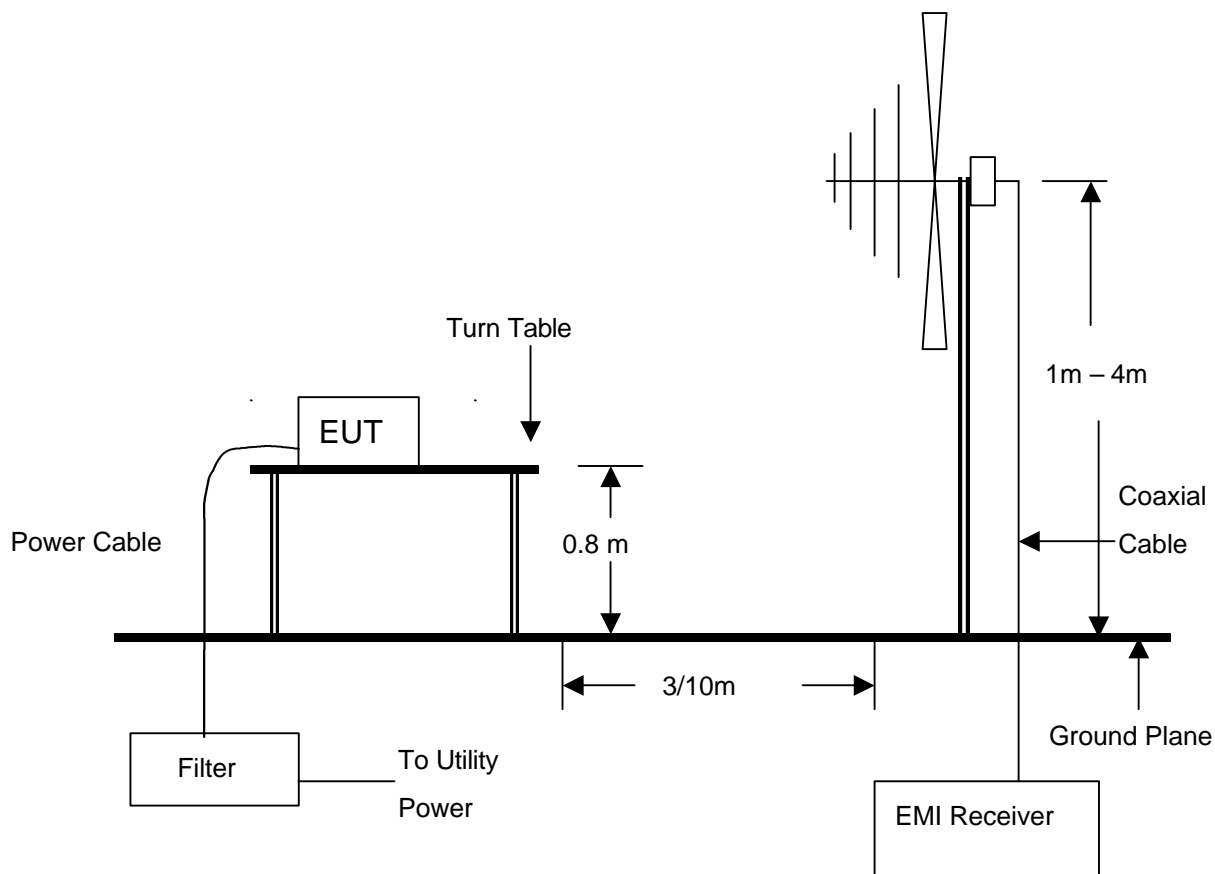 Turn Table
1m – 4m
EUT
Coaxial
Cable
Power Cable
0.8 m
3/10m
Ground Plane
Filter
To Utility
Power
EMI Receiver